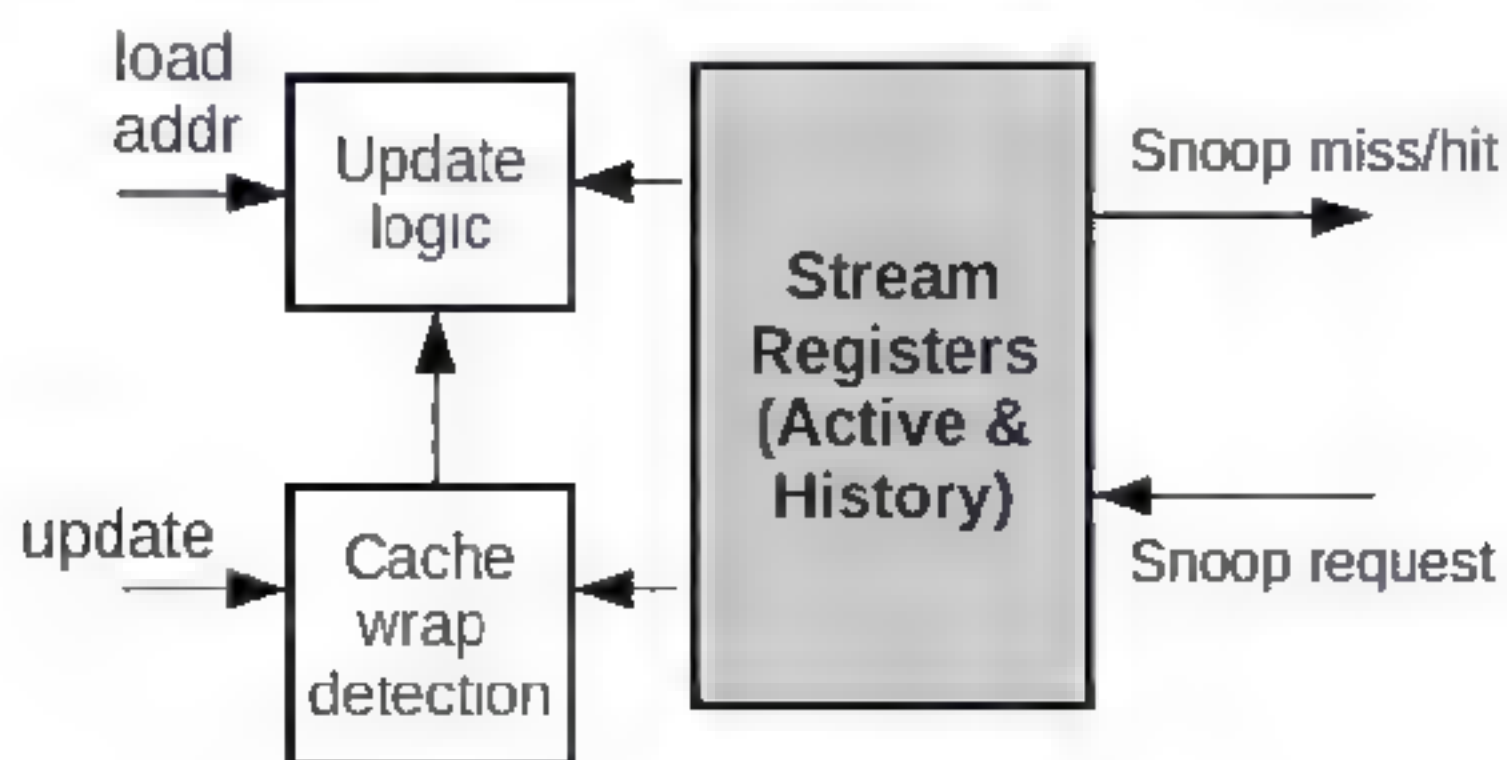 load
addr
Update
logic
Snoop miss/hit
Stream
Registers
(Active &
History)
update
Cache
wrap
detection
Snoop request